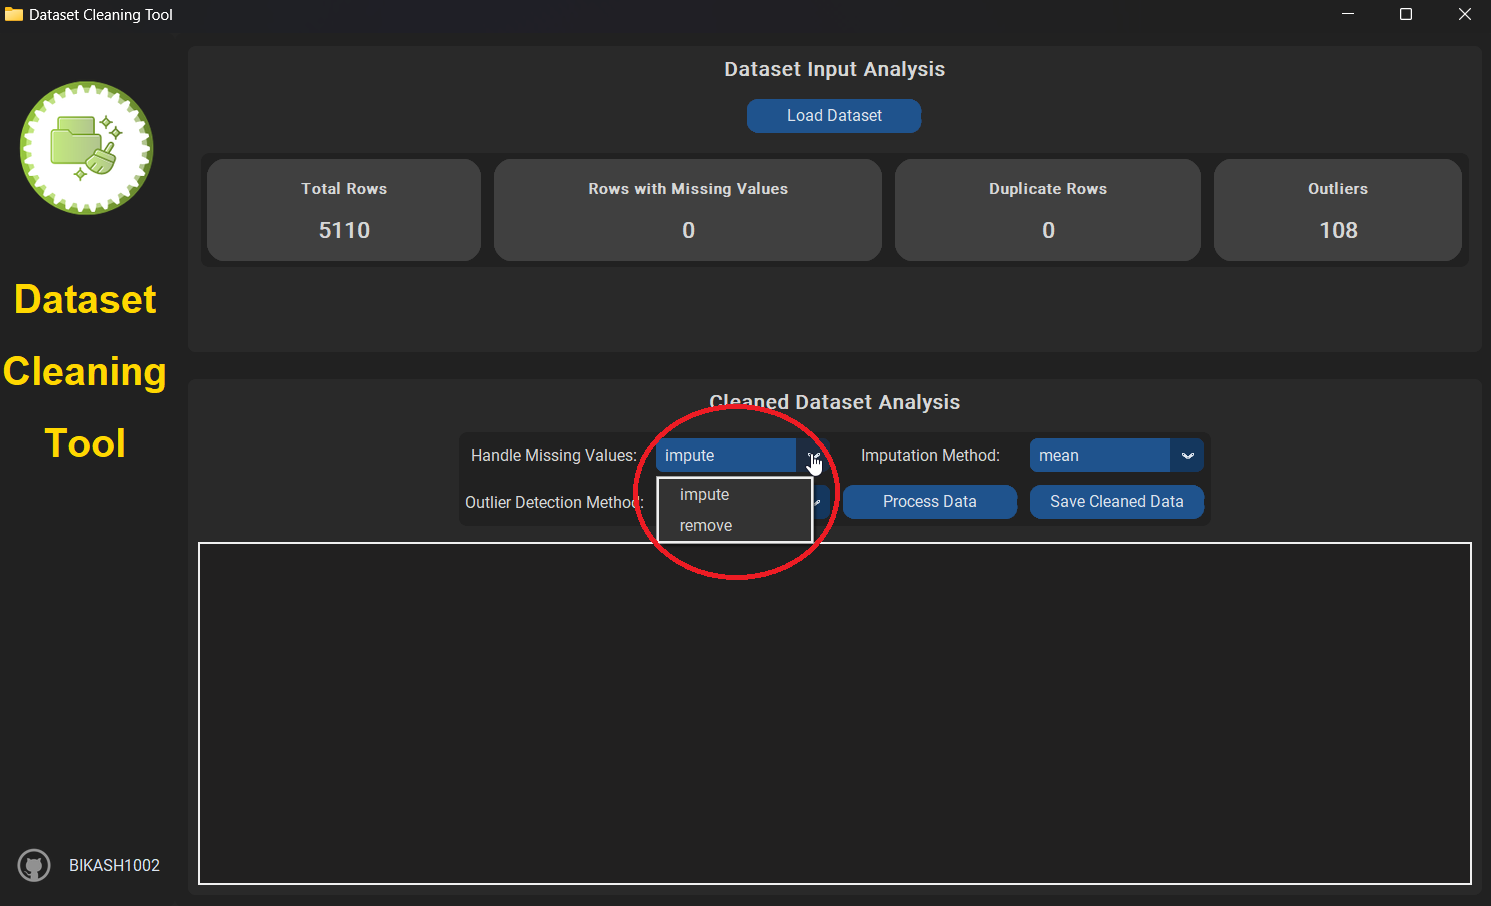 Dataset Cleaning Tool
Dataset Input Analysis
Load Dataset
Total Rows
5110
Rows with Missing Values
0
Duplicate Rows
0
Outliers
108
Dataset
Cleaning
Tool
Cleaned Dataset Analysis
Handle Missing Values:
impute
Imputation Method:
mean
impute
remove
Outlier Detection Method:
Process Data
Save Cleaned Data
BIKASH1002